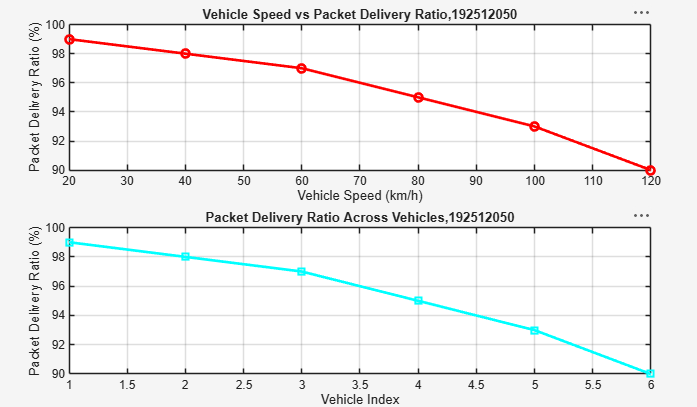 Vehicle Speed vs Packet Delivery Ratio,192512050
Packet Delivery Ratio (%)
100
98
96
94
92
90
20 30 40 50 60 70 80 90 100 110 120
Vehicle Speed (km/h)
Packet Delivery Ratio Across Vehicles,192512050
Packet Delivery Ratio (%)
100
98
96
94
92
90
1 1.5 2 2.5 3 3.5 4 4.5 5 5.5 6
Vehicle Index